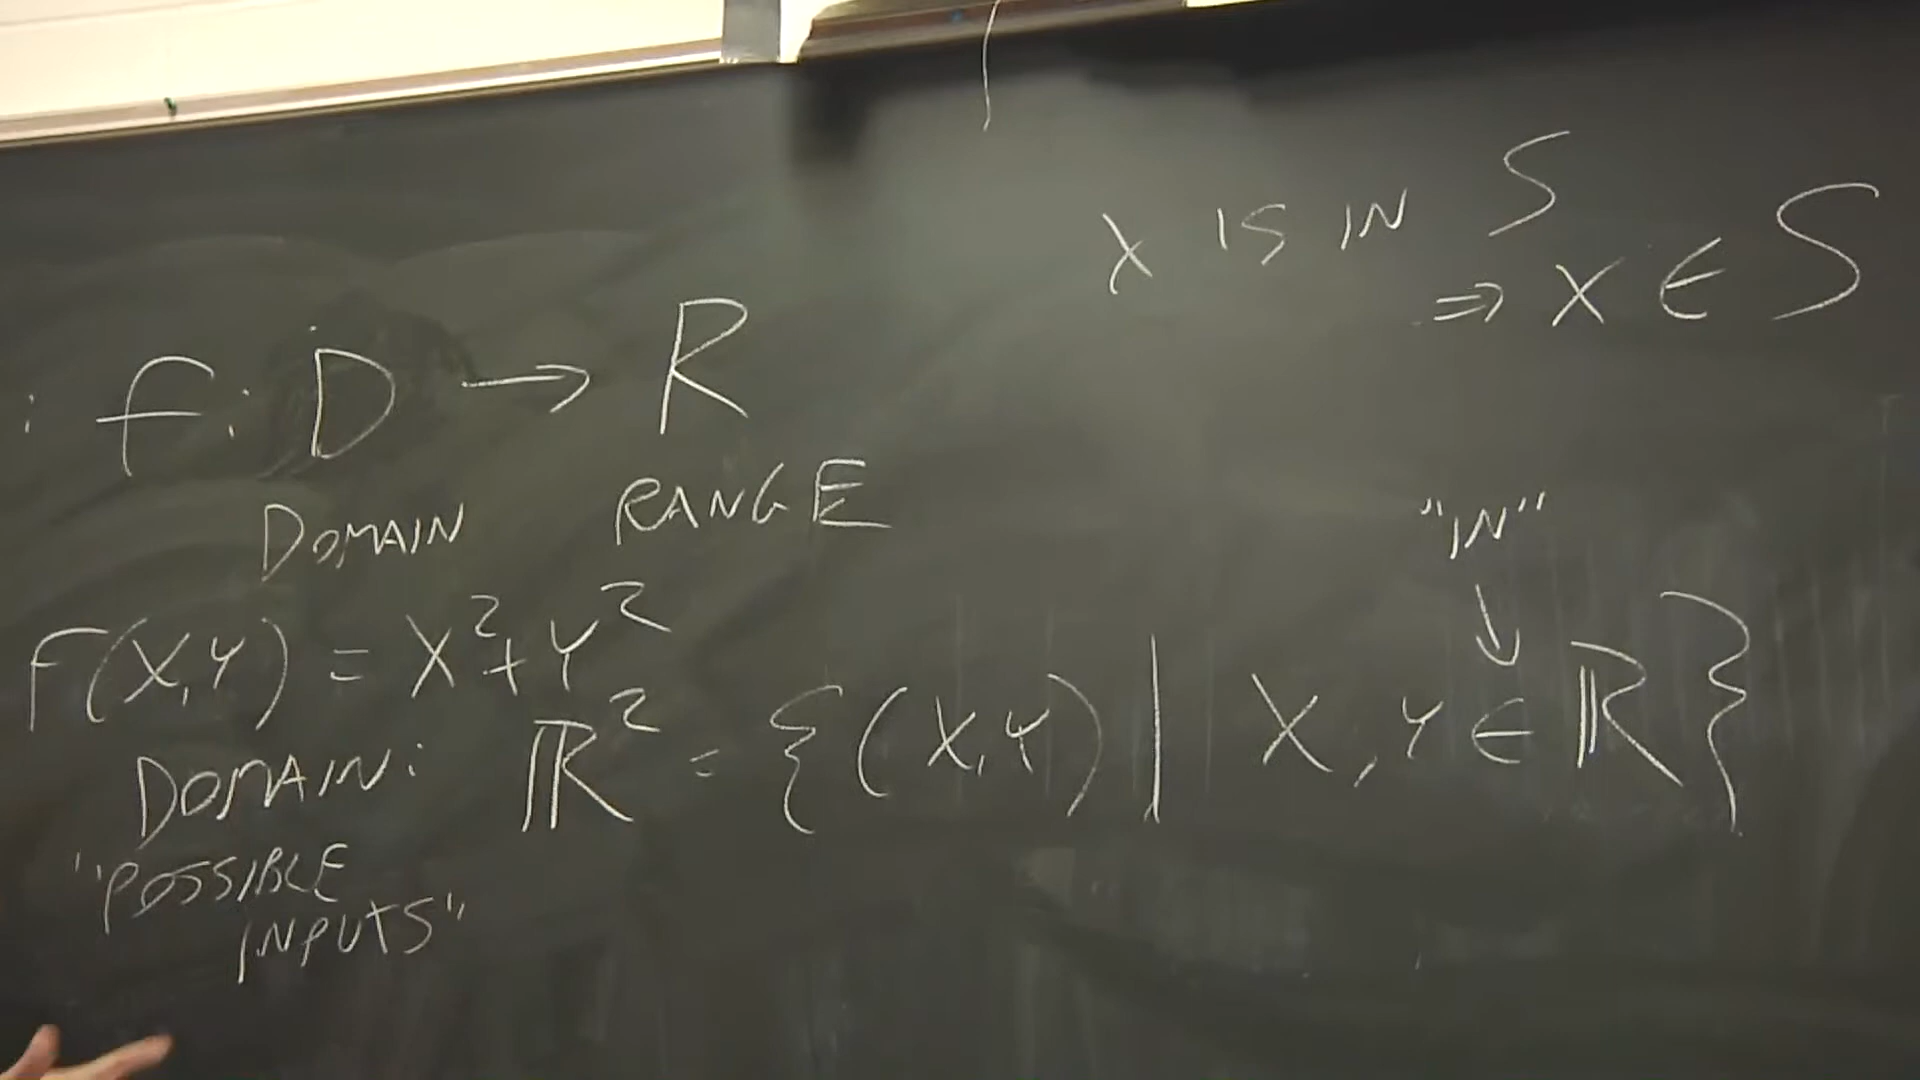 X IS IN S
⇒ X ∈ S
: f: D → R
DOMAIN RANGE
F(X,Y) = X² + Y²
"IN"
↓
DOMAIN: ℝ² = {(X,Y) | X, Y ∈ ℝ}
"POSSIBLE
INPUTS"